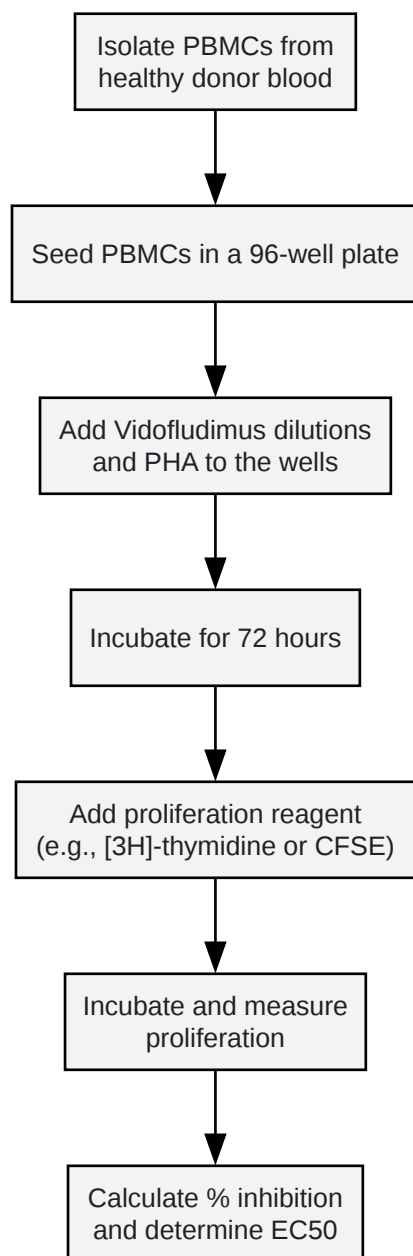 Isolate PBMCs from
healthy donor blood
Seed PBMCs in a 96-well plate
Add Vidofludimus dilutions
and PHA to the wells
Incubate for 72 hours
Add proliferation reagent
(e.g., [3H]-thymidine or CFSE)
Incubate and measure
proliferation
Calculate % inhibition
and determine EC50